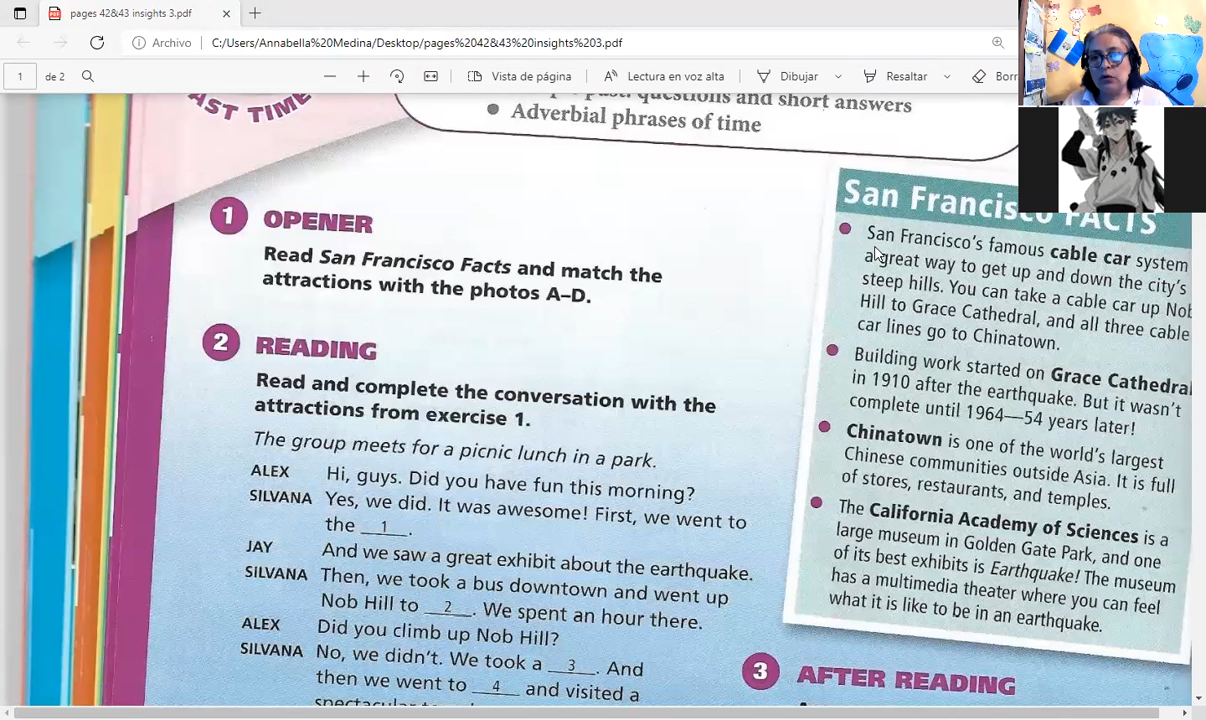 pages 42&43 insights 3.pdf
Archivo
C:/Users/Annabella%20Medina/Desktop/pages%2042&43%20insights%203.pdf
1
de 2
Vista de página
Lectura en voz alta
Dibujar
Resaltar
Borr
AST TIME
past: questions and short answers
Adverbial phrases of time
1 OPENER
Read San Francisco Facts and match the
attractions with the photos A–D.
2 READING
Read and complete the conversation with the
attractions from exercise 1.
The group meets for a picnic lunch in a park.
ALEX Hi, guys. Did you have fun this morning?
SILVANA Yes, we did. It was awesome! First, we went to
the __1__.
JAY And we saw a great exhibit about the earthquake.
SILVANA Then, we took a bus downtown and went up
Nob Hill to __2__. We spent an hour there.
ALEX Did you climb up Nob Hill?
SILVANA No, we didn't. We took a __3__. And
then we went to __4__ and visited a
spectacular
San Francisco FACTS
San Francisco's famous cable car system
a great way to get up and down the city's
steep hills. You can take a cable car up Nob
Hill to Grace Cathedral, and all three cable
car lines go to Chinatown.
Building work started on Grace Cathedral
in 1910 after the earthquake. But it wasn't
complete until 1964—54 years later!
Chinatown is one of the world's largest
Chinese communities outside Asia. It is full
of stores, restaurants, and temples.
The California Academy of Sciences is a
large museum in Golden Gate Park, and one
of its best exhibits is Earthquake! The museum
has a multimedia theater where you can feel
what it is like to be in an earthquake.
3 AFTER READING